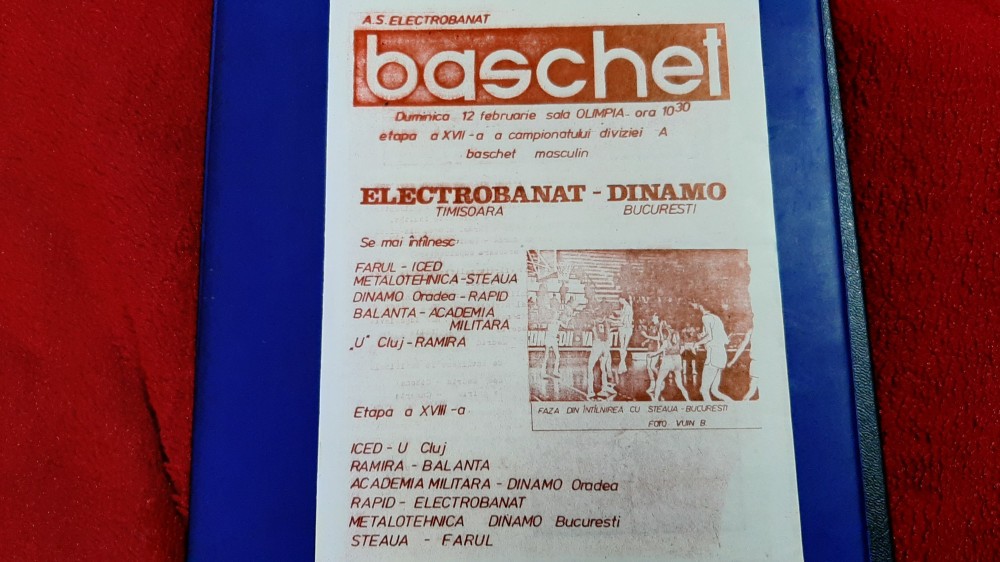 A.S. ELECTROBANAT
baschet
Duminica 12 februarie sala OLIMPIA ora 10³⁰
etapa a XVII-a a campionatului diviziei A
baschet masculin
ELECTROBANAT - DINAMO
TIMISOARA BUCURESTI
Se mai întîlnesc:
FARUL - ICED
METALOTEHNICA - STEAUA
DINAMO Oradea - RAPID
BALANTA - ACADEMIA
MILITARA
„U" Cluj - RAMIRA
FAZA DIN ÎNTÎLNIREA CU STEAUA - BUCURESTI
FOTO VUIN B.
Etapa a XVIII-a
ICED - U Cluj
RAMIRA - BALANTA
ACADEMIA MILITARA - DINAMO Oradea
RAPID - ELECTROBANAT
METALOTEHNICA DINAMO Bucuresti
STEAUA - FARUL